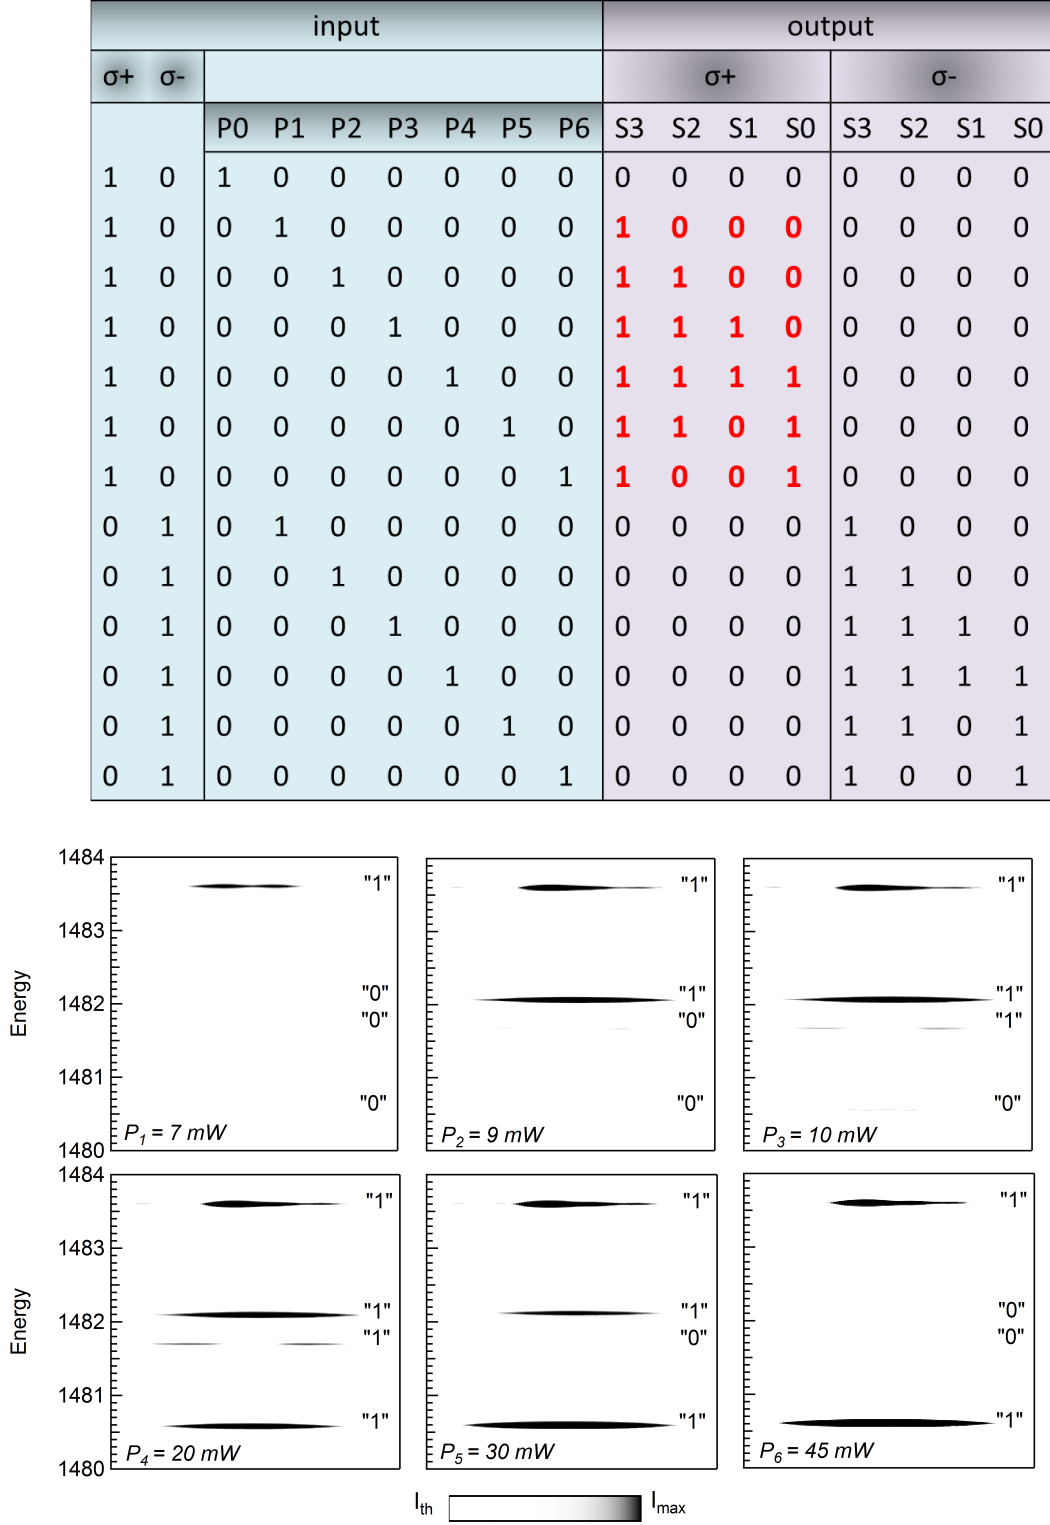 input output
σ+ σ- σ+ σ-
P0 P1 P2 P3 P4 P5 P6 S3 S2 S1 S0 S3 S2 S1 S0
1 0 1 0 0 0 0 0 0 0 0 0 0 0 0 0 0
1 0 0 1 0 0 0 0 0 1 0 0 0 0 0 0 0
1 0 0 0 1 0 0 0 0 1 1 0 0 0 0 0 0
1 0 0 0 0 1 0 0 0 1 1 1 0 0 0 0 0
1 0 0 0 0 0 1 0 0 1 1 1 1 0 0 0 0
1 0 0 0 0 0 0 1 0 1 1 0 1 0 0 0 0
1 0 0 0 0 0 0 0 1 1 0 0 1 0 0 0 0
0 1 0 1 0 0 0 0 0 0 0 0 0 1 0 0 0
0 1 0 0 1 0 0 0 0 0 0 0 0 1 1 0 0
0 1 0 0 0 1 0 0 0 0 0 0 0 1 1 1 0
0 1 0 0 0 0 1 0 0 0 0 0 0 1 1 1 1
0 1 0 0 0 0 0 1 0 0 0 0 0 1 1 0 1
0 1 0 0 0 0 0 0 1 0 0 0 0 1 0 0 1
Energy
1484
1483
1482
1481
1480
"1"
"0"
"0"
"0"
P1 = 7 mW
"1"
"1"
"0"
"0"
P2 = 9 mW
"1"
"1"
"1"
"0"
P3 = 10 mW
Energy
1484
1483
1482
1481
1480
"1"
"1"
"1"
"1"
P4 = 20 mW
"1"
"1"
"0"
"1"
P5 = 30 mW
"1"
"0"
"0"
"1"
P6 = 45 mW
Ith Imax